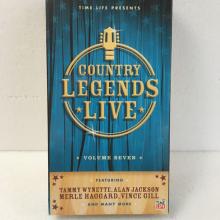 TIME LIFE PRESENTS
COUNTRY
LEGENDS
LIVE
VOLUME SEVEN
FEATURING
TAMMY WYNETTE, ALAN JACKSON
MERLE HAGGARD, VINCE GILL
AND MANY MORE